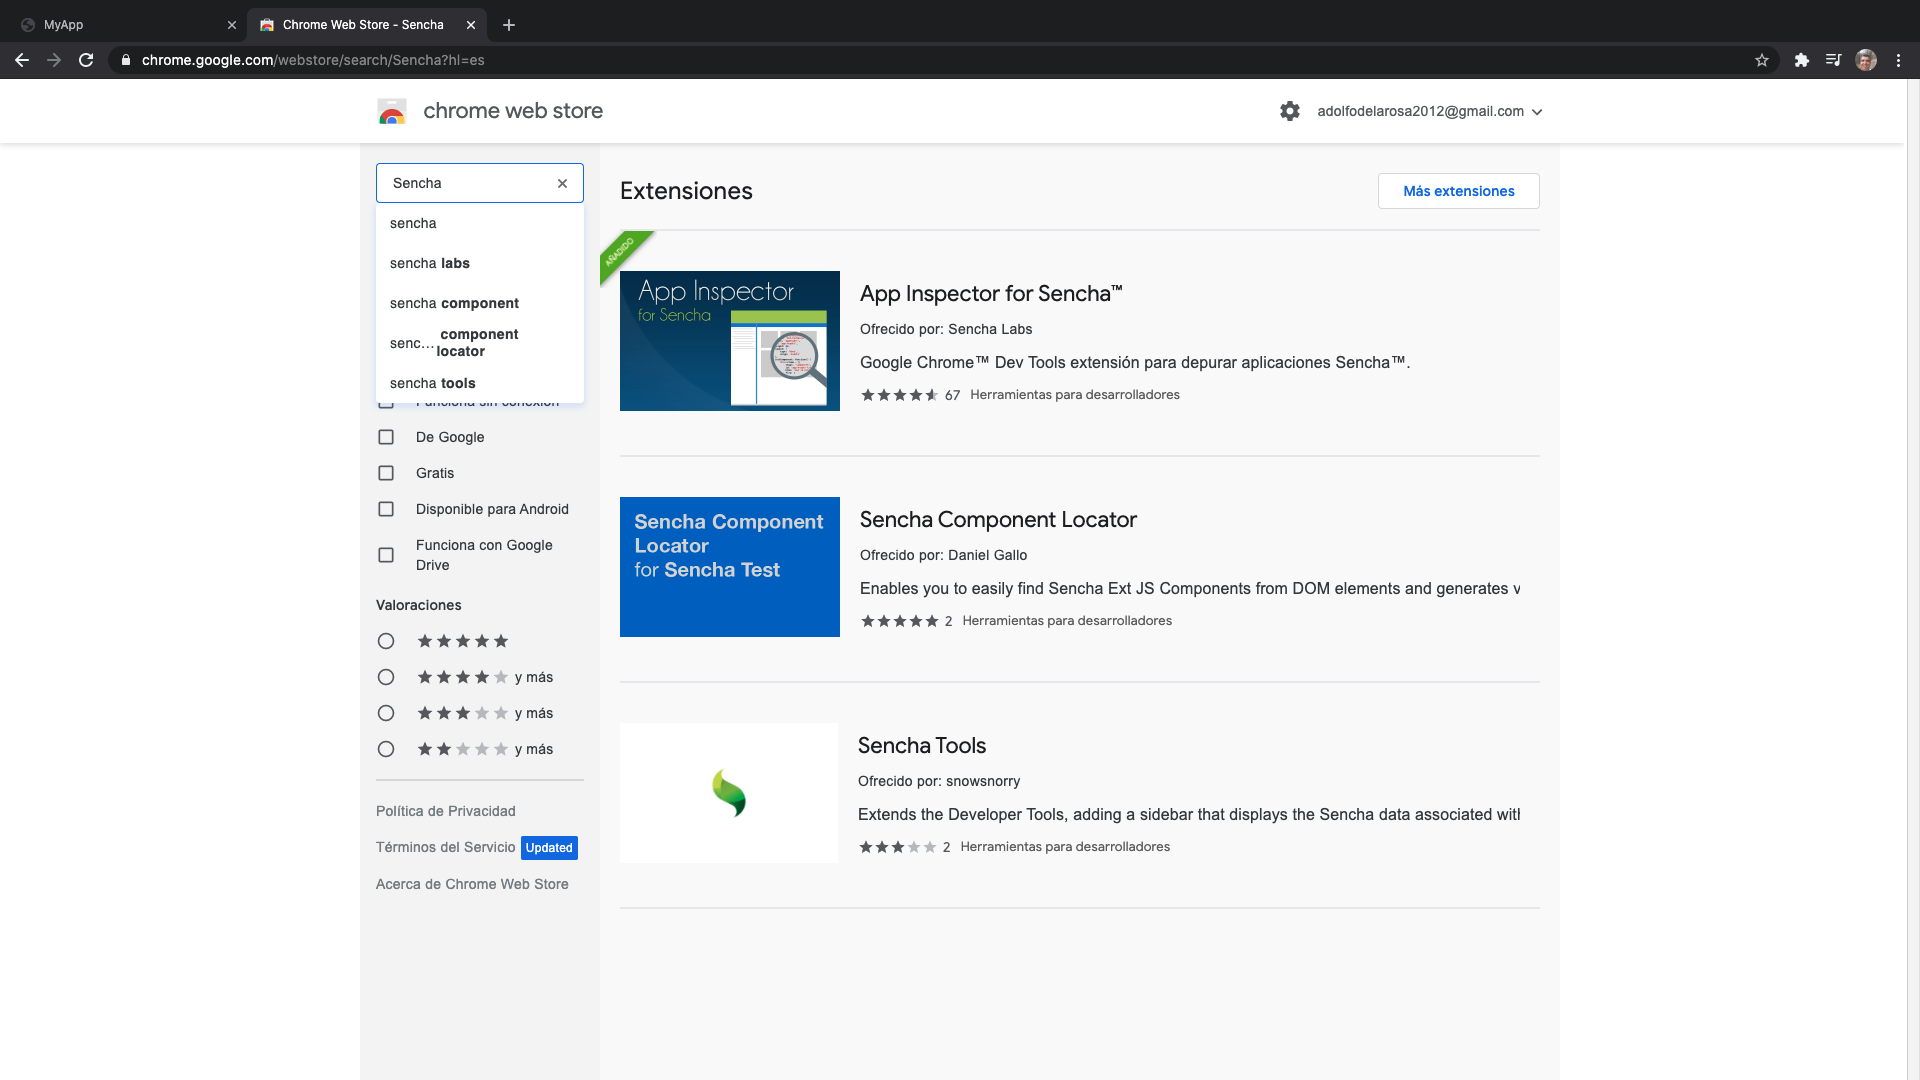 MyApp
Chrome Web Store - Sencha
chrome.google.com/webstore/search/Sencha?hl=es
chrome web store
adolfodelarosa2012@gmail.com
Sencha
sencha
sencha labs
sencha component
senc... component locator
sencha tools
Funciona sin conexión
De Google
Gratis
Disponible para Android
Funciona con Google
Drive
Valoraciones
y más
y más
y más
Política de Privacidad
Términos del Servicio Updated
Acerca de Chrome Web Store
Extensiones
Más extensiones
AÑADIDO
App Inspector
for Sencha
App Inspector for Sencha™
Ofrecido por: Sencha Labs
Google Chrome™ Dev Tools extensión para depurar aplicaciones Sencha™.
67 Herramientas para desarrolladores
Sencha Component
Locator
for Sencha Test
Sencha Component Locator
Ofrecido por: Daniel Gallo
Enables you to easily find Sencha Ext JS Components from DOM elements and generates v
2 Herramientas para desarrolladores
Sencha Tools
Ofrecido por: snowsnorry
Extends the Developer Tools, adding a sidebar that displays the Sencha data associated with
2 Herramientas para desarrolladores